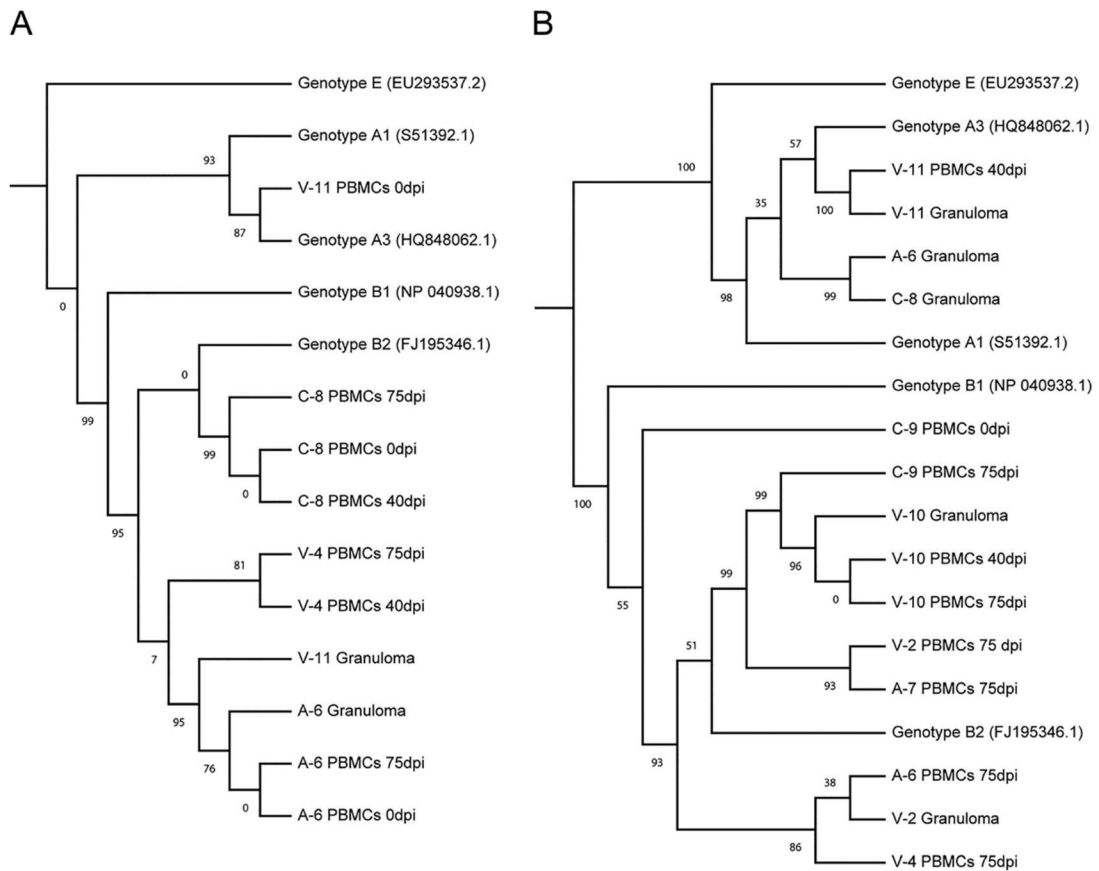 A
Genotype E (EU293537.2)
Genotype A1 (S51392.1)
93
V-11 PBMCs 0dpi
87
Genotype A3 (HQ848062.1)
Genotype B1 (NP 040938.1)
0
Genotype B2 (FJ195346.1)
0
C-8 PBMCs 75dpi
99
C-8 PBMCs 0dpi
99
0
C-8 PBMCs 40dpi
95
V-4 PBMCs 75dpi
81
V-4 PBMCs 40dpi
7
V-11 Granuloma
A-6 Granuloma
95
A-6 PBMCs 75dpi
76
0
A-6 PBMCs 0dpi
B
Genotype E (EU293537.2)
Genotype A3 (HQ848062.1)
57
100
V-11 PBMCs 40dpi
35
100
V-11 Granuloma
A-6 Granuloma
98
99
C-8 Granuloma
Genotype A1 (S51392.1)
Genotype B1 (NP 040938.1)
C-9 PBMCs 0dpi
C-9 PBMCs 75dpi
99
100
V-10 Granuloma
V-10 PBMCs 40dpi
96
99
0
V-10 PBMCs 75dpi
55
V-2 PBMCs 75 dpi
51
93
A-7 PBMCs 75dpi
Genotype B2 (FJ195346.1)
93
A-6 PBMCs 75dpi
38
V-2 Granuloma
86
V-4 PBMCs 75dpi